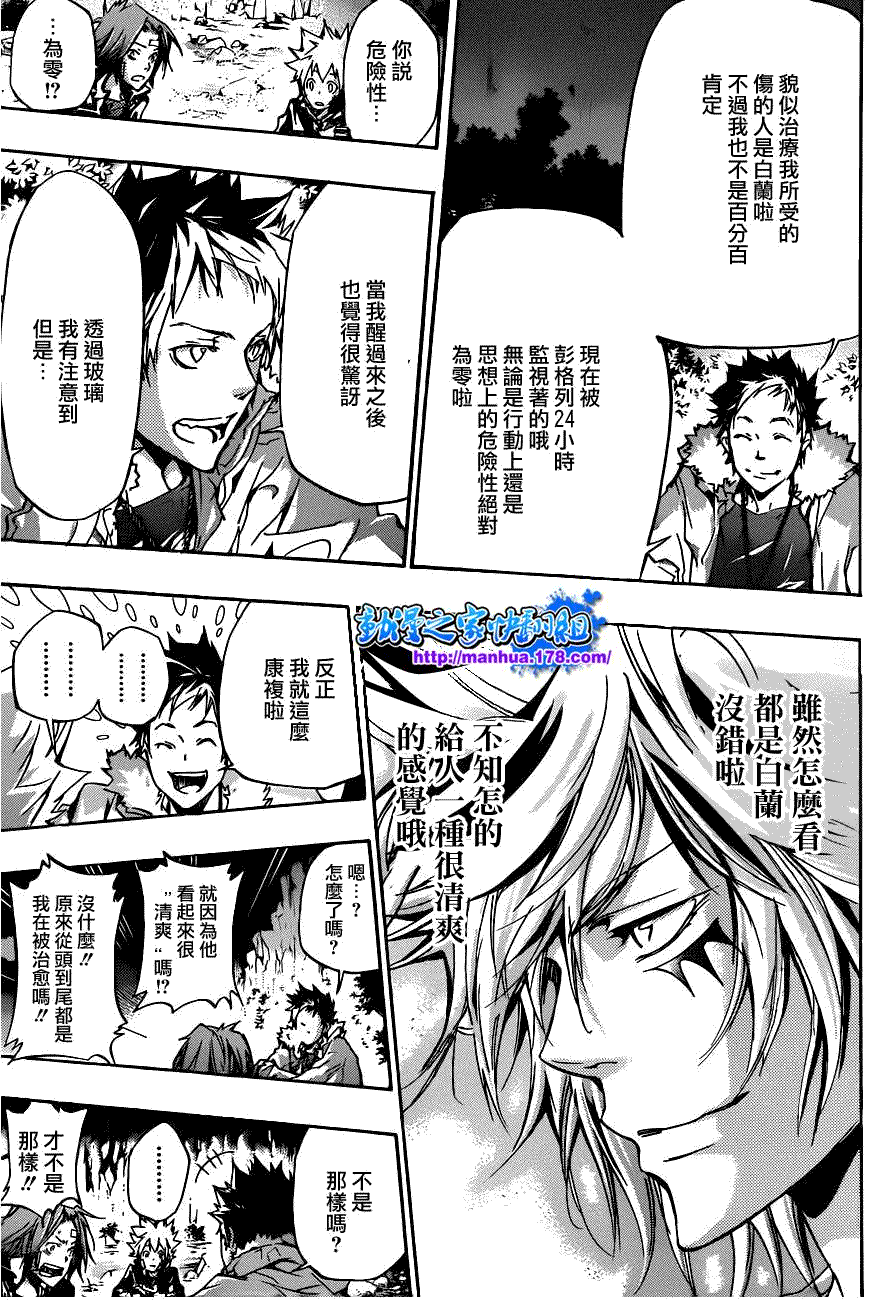 貌似治療我所受的
傷的人是白蘭啦
不過我也不是百分百
肯定
現在被
彭格列24小時
監視著的哦
無論是行動上還是
思想上的危險性絕對
為零啦
你說
危險性…
…為零!?
當我醒過來之後
也覺得很驚訝
透過玻璃
我有注意到
但是…
動漫之家快翻組
http://manhua.178.com/
雖然怎麼看
都是白蘭
沒錯啦
不知怎的
給人一種很清爽
的感覺哦
反正
我就這麼
康複啦
………
………
嗯…?
怎麼了嗎?
就因為他
看起來很
〝清爽〞嗎!?
沒什麼!!
原來從頭到尾都是
我在被治愈嗎!!
不是
那樣嗎?
………
才不是
那樣!!